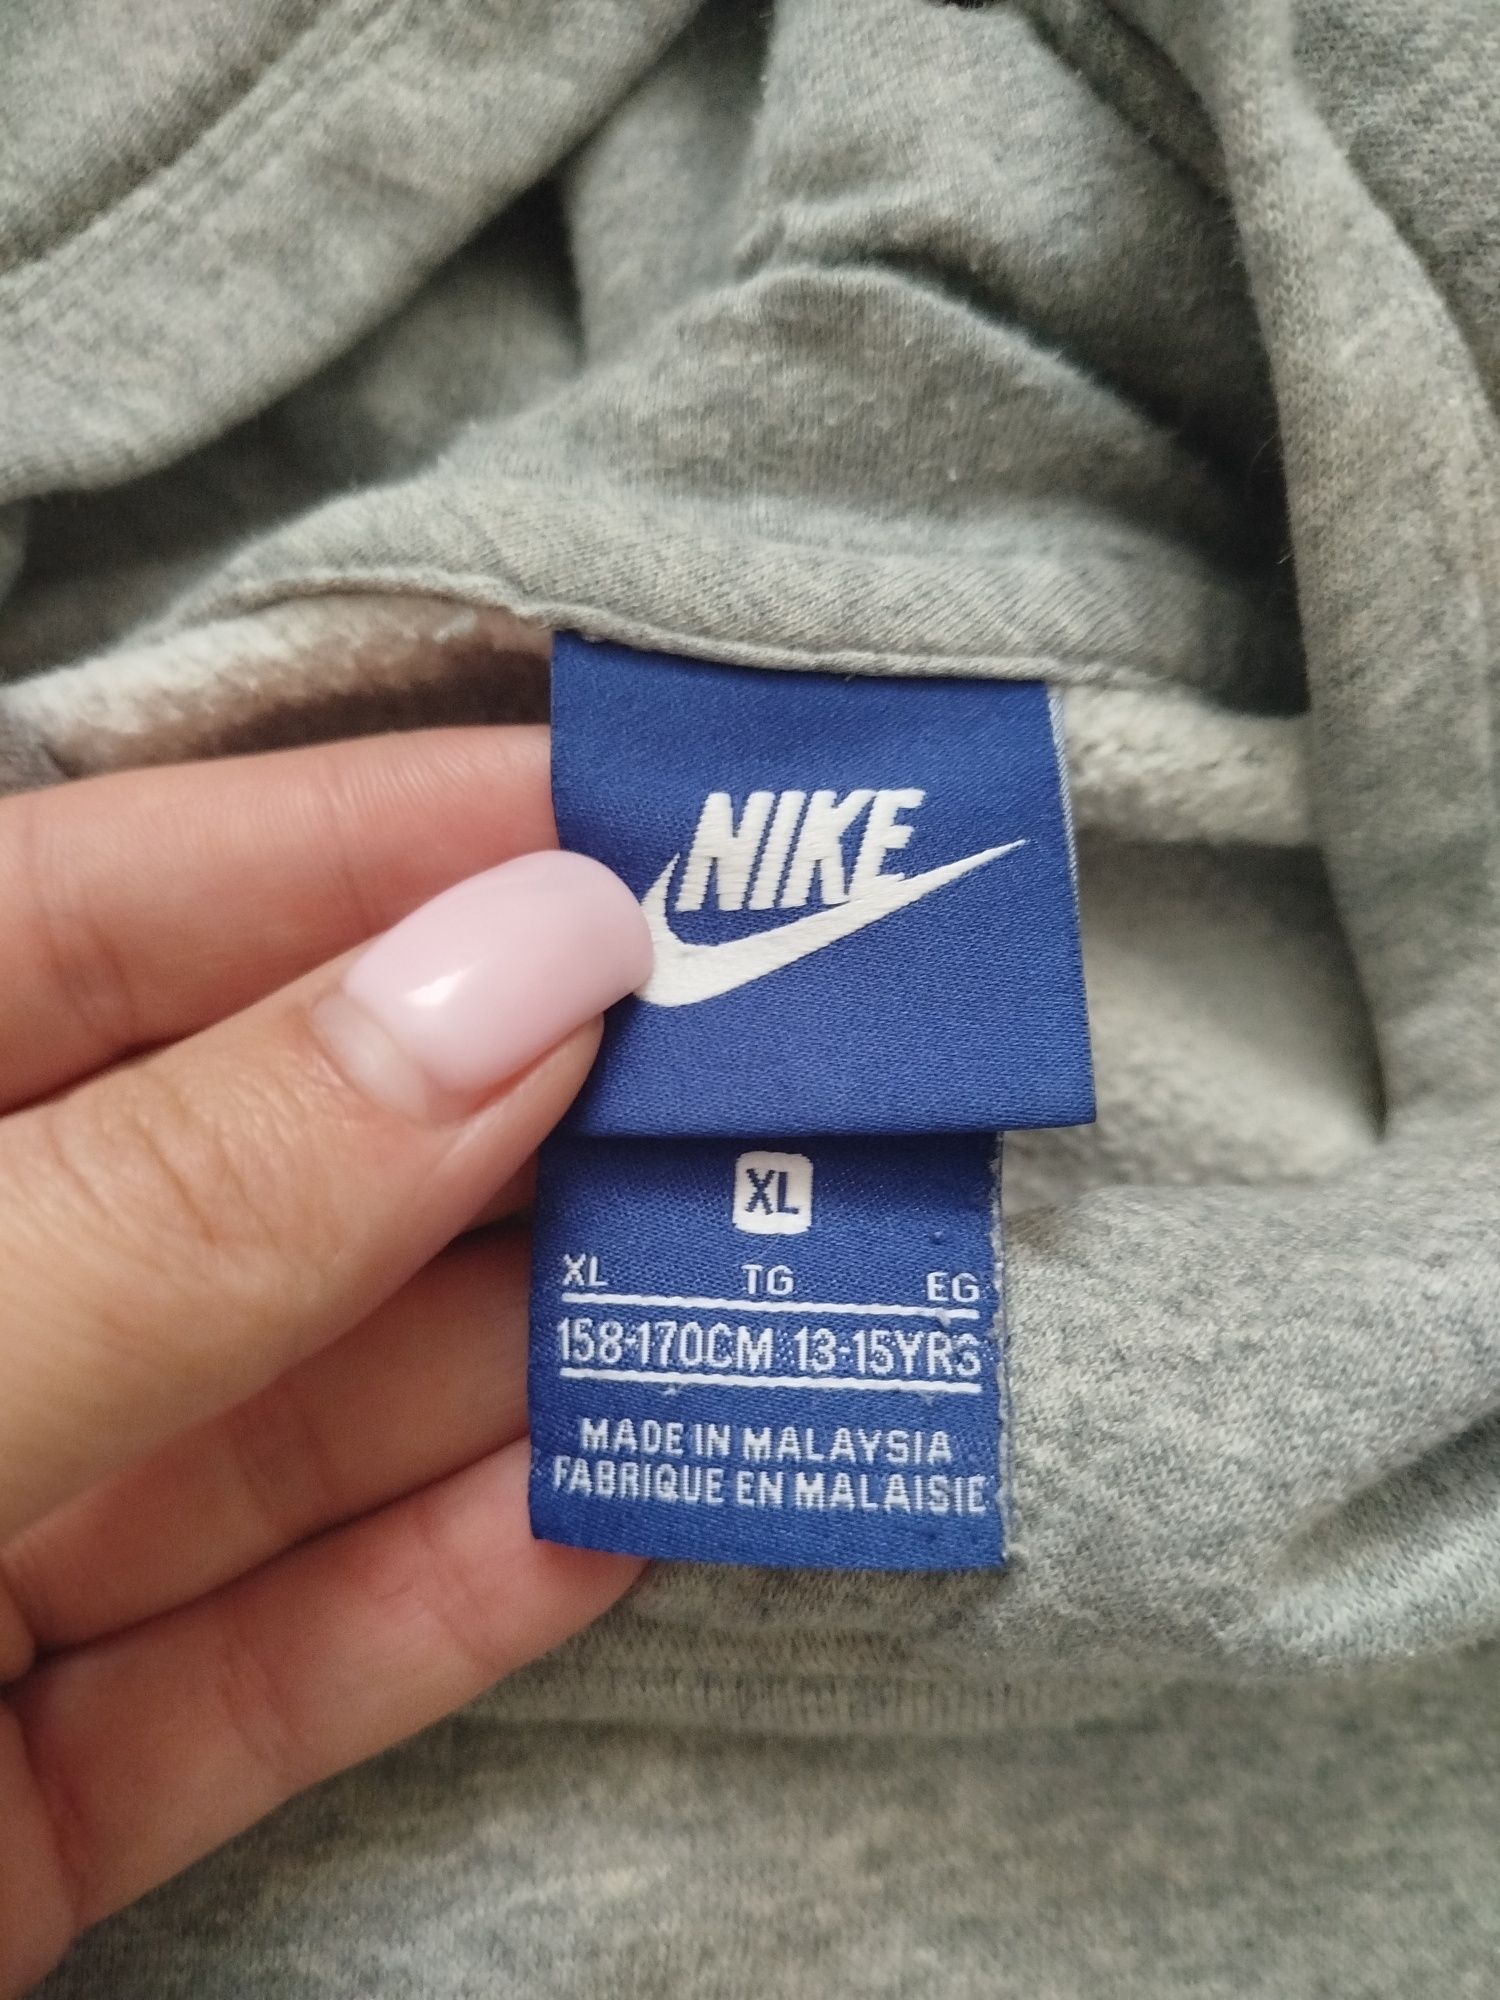 NIKE
XL
XL TG EG
158-170CM 13-15YRS
MADE IN MALAYSIA
FABRIQUE EN MALAISIE